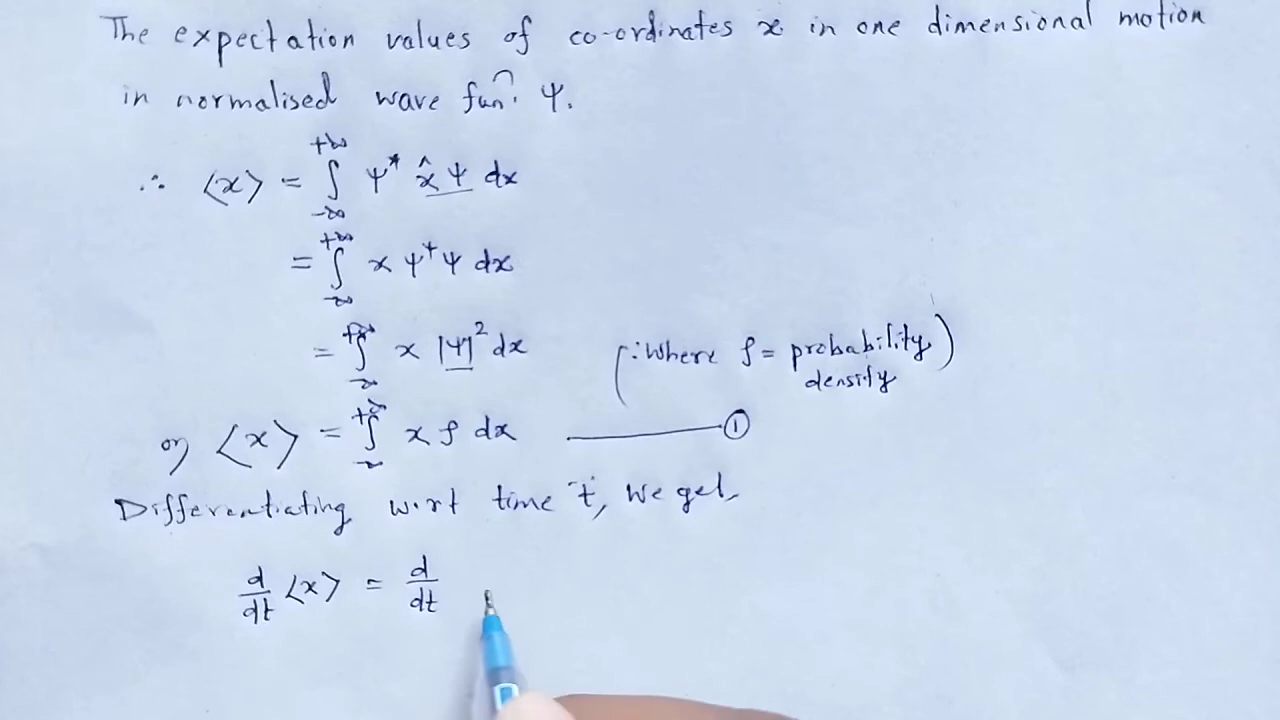 The expectation values of co-ordinates x in one dimensional motion
in normalised wave fun⌒. ψ.
∴ ⟨x⟩ = ∫₋∞^+∞ ψ* x̂ ψ dx
= ∫₋∞^+∞ x ψ*ψ dx
= ∫₋∞^+∞ x |ψ|² dx (∵ where ρ = probability density)
or ⟨x⟩ = ∫₋∞^+∞ x ρ dx ——— ①
Differentiating w.r.t time 't, we get,
d/dt ⟨x⟩ = d/dt